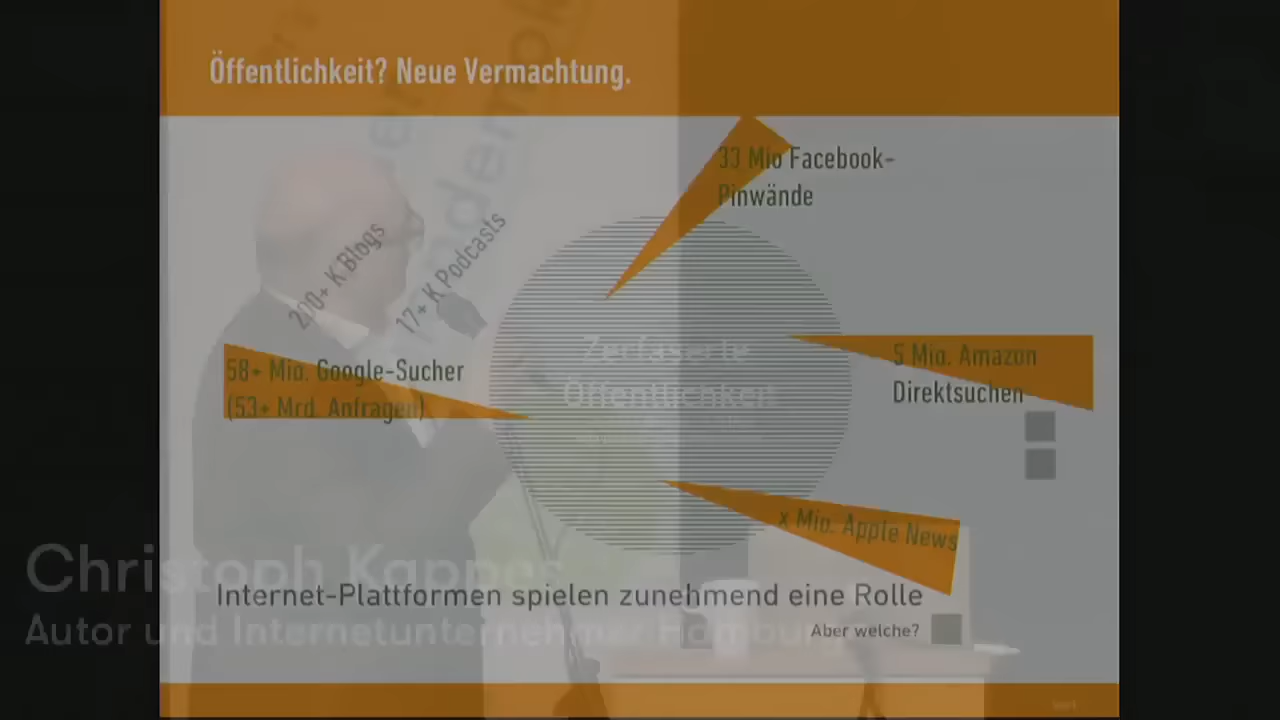 Öffentlichkeit? Neue Vermachtung.
33 Mio Facebook-
Pinwände
200+ K Blogs
17+ K Podcasts
Zerfaserte
Öffentlichkeit
58+ Mio. Google-Sucher
(53+ Mrd. Anfragen)
5 Mio. Amazon
Direktsuchen
x Mio. Apple News
Christoph Kappes
Internet-Plattformen spielen zunehmend eine Rolle
Autor und Internetunternehmer Hamburg
Aber welche?